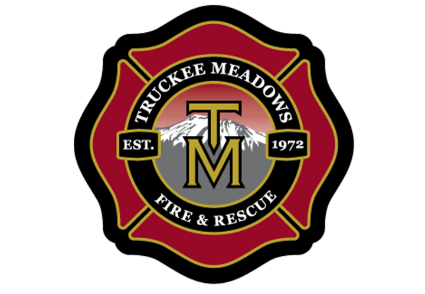 TRUCKEE MEADOWS
EST. 1972
TM
FIRE & RESCUE